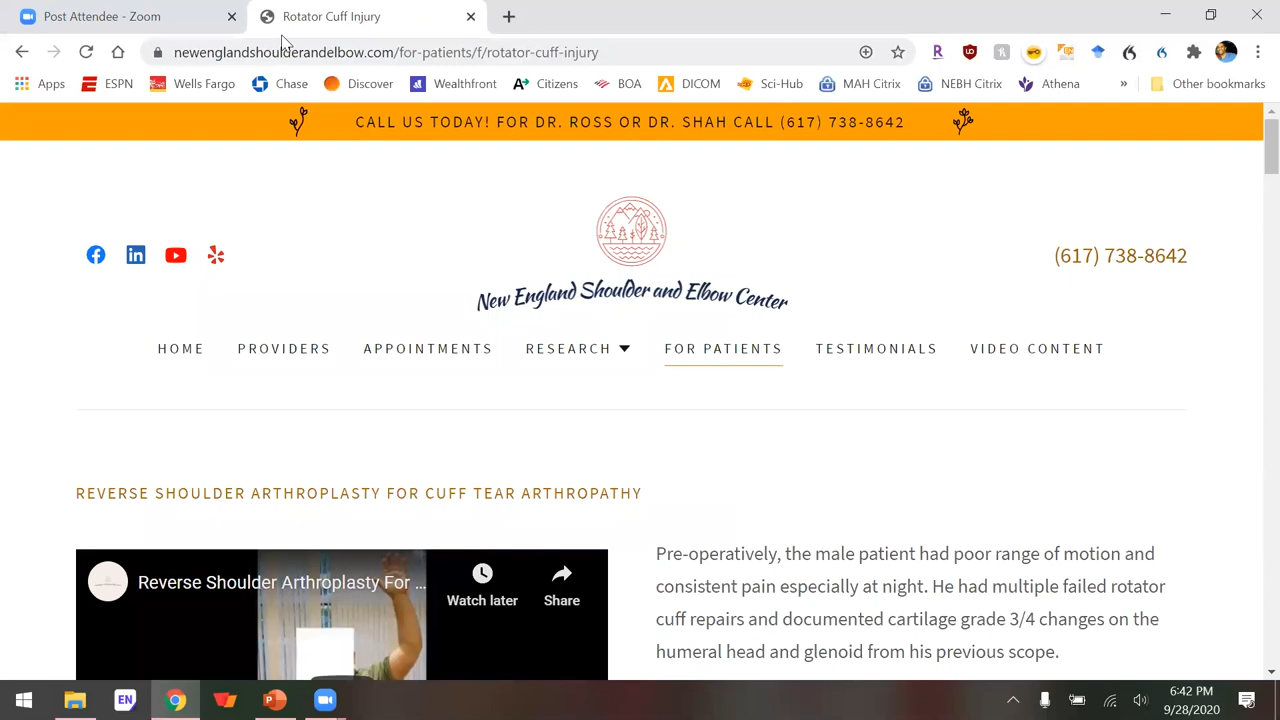 Post Attendee - Zoom
Rotator Cuff Injury
newenglandshoulderandelbow.com/for-patients/f/rotator-cuff-injury
Apps
ESPN
Wells Fargo
Chase
Discover
Wealthfront
Citizens
BOA
DICOM
Sci-Hub
MAH Citrix
NEBH Citrix
Athena
»
Other bookmarks
CALL US TODAY! FOR DR. ROSS OR DR. SHAH CALL (617) 738-8642
(617) 738-8642
New England Shoulder and Elbow Center
HOME
PROVIDERS
APPOINTMENTS
RESEARCH
FOR PATIENTS
TESTIMONIALS
VIDEO CONTENT
REVERSE SHOULDER ARTHROPLASTY FOR CUFF TEAR ARTHROPATHY
Reverse Shoulder Arthroplasty For ...
Watch later
Share
Pre-operatively, the male patient had poor range of motion and
consistent pain especially at night. He had multiple failed rotator
cuff repairs and documented cartilage grade 3/4 changes on the
humeral head and glenoid from his previous scope.
EN
6:42 PM
9/28/2020